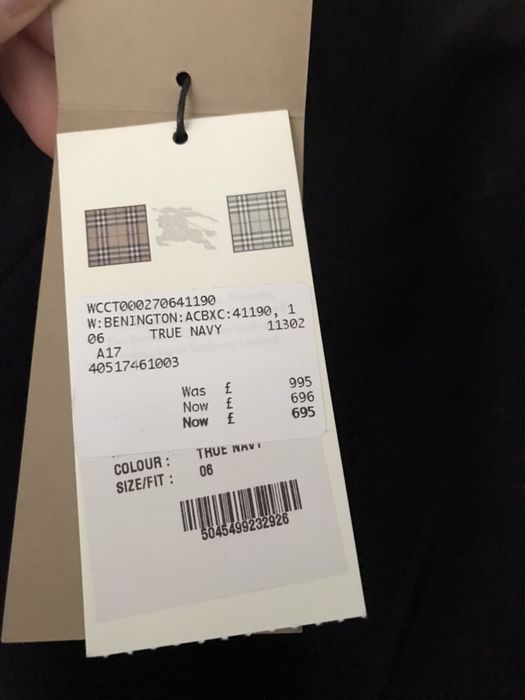 WCCT000270641190
W:BENINGTON:ACBXC:41190, 1
06 TRUE NAVY 11302
A17
40517461003
Was £ 995
Now £ 696
Now £ 695
COLOUR : TRUE NAVY
SIZE/FIT : 06
5045499232926